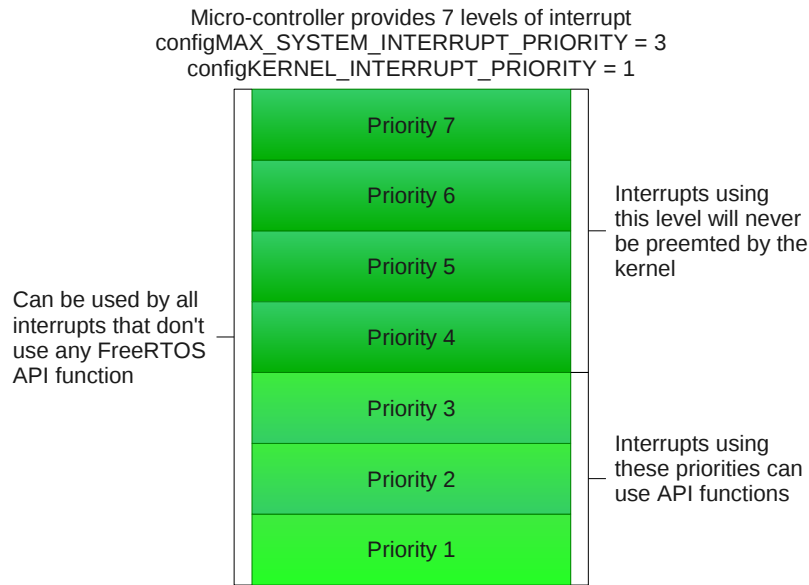 Micro-controller provides 7 levels of interrupt
configMAX_SYSTEM_INTERRUPT_PRIORITY = 3
configKERNEL_INTERRUPT_PRIORITY = 1
Priority 7
Priority 6
Priority 5
Priority 4
Priority 3
Priority 2
Priority 1
Can be used by all
interrupts that don't
use any FreeRTOS
API function
Interrupts using
this level will never
be preemted by the
kernel
Interrupts using
these priorities can
use API functions